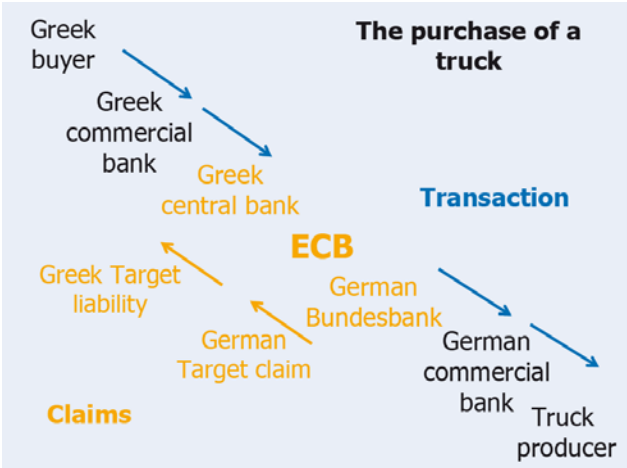 Greek
buyer
The purchase of a
truck
Greek
commercial
bank
Greek
central bank
Transaction
ECB
Greek Target
liability
German
Bundesbank
German
Target claim
German
commercial
bank
Claims
Truck
producer